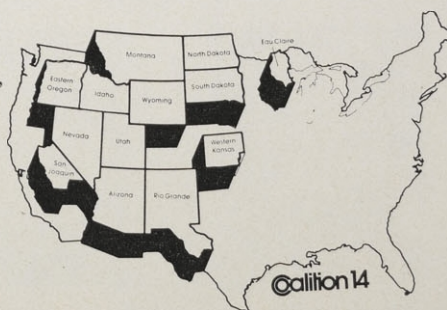 Eau Claire
Montana
North Dakota
Eastern
Oregon
Idaho
South Dakota
Wyoming
Nevada
Utah
Western
Kansas
San
Joaquin
Arizona
Rio Grande
Coalition 14